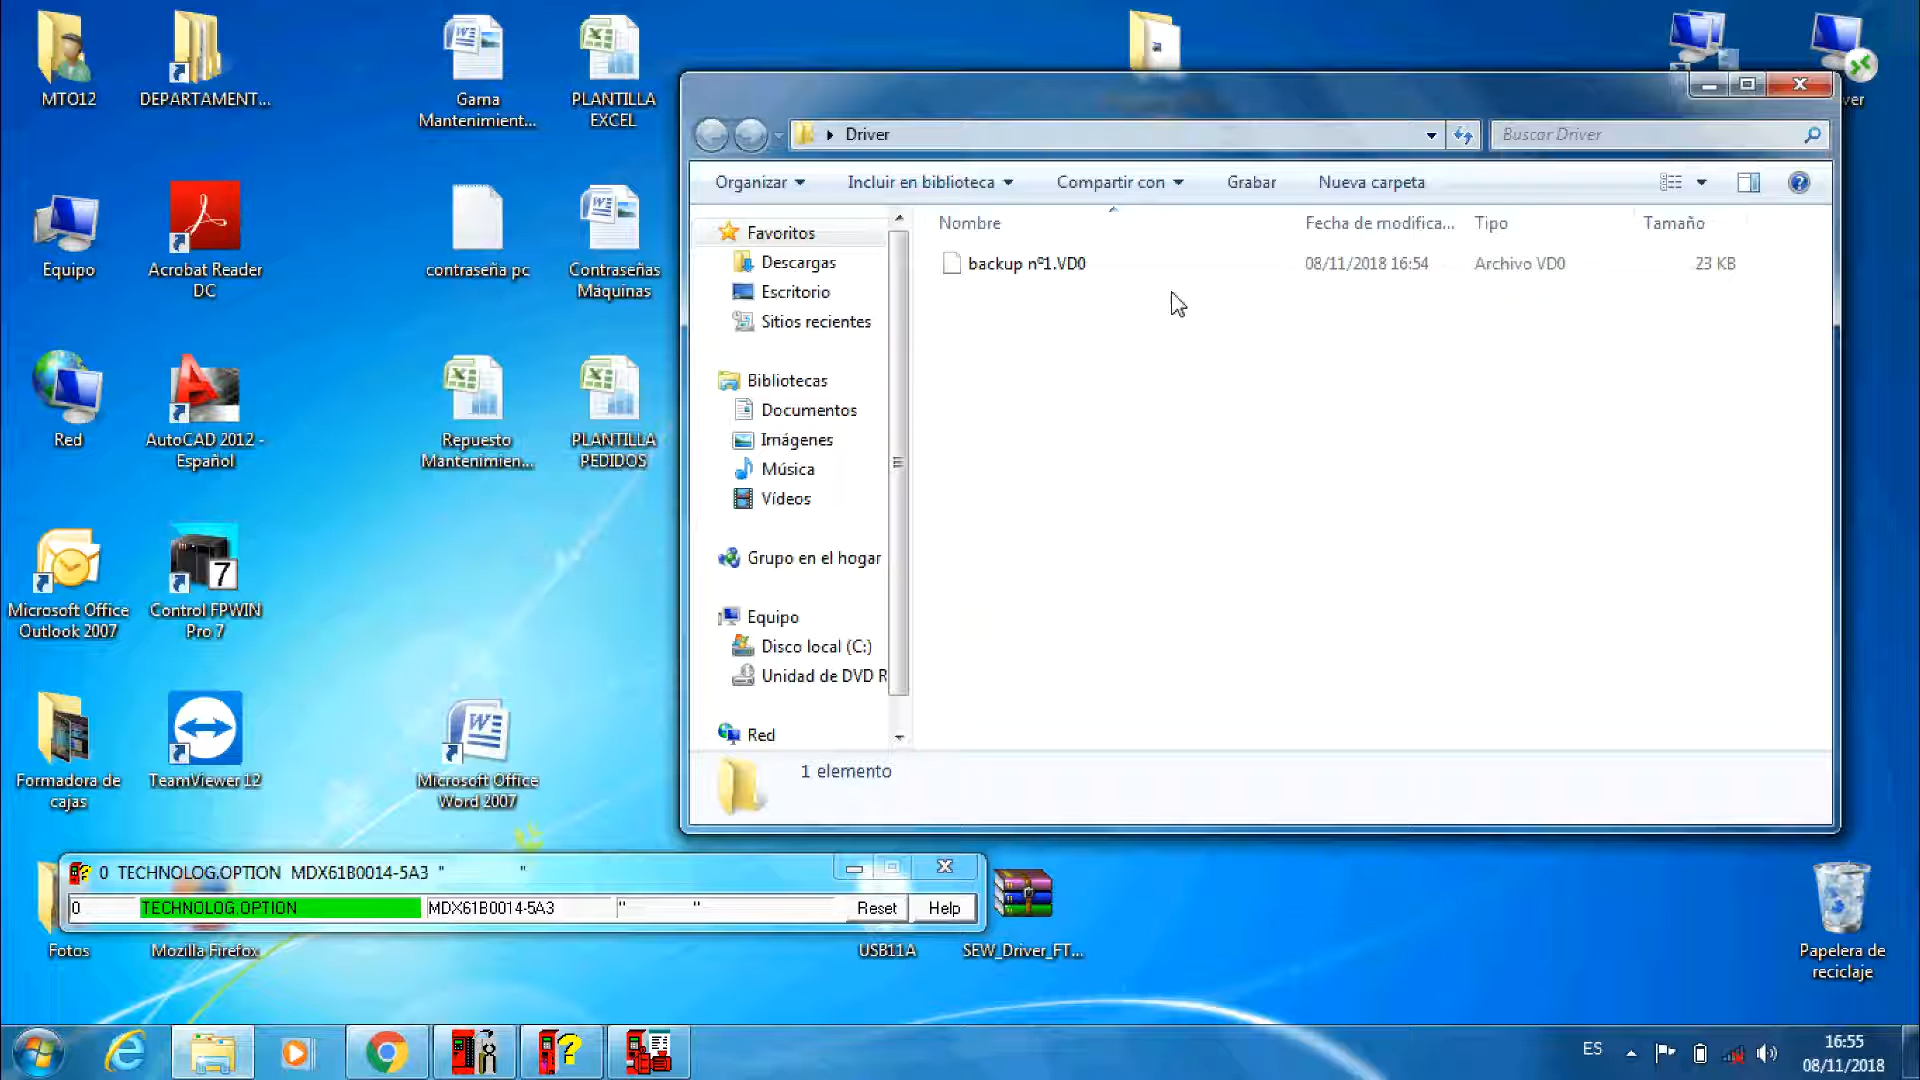 MTO12
DEPARTAMENT...
Gama
Mantenimient...
PLANTILLA
EXCEL
ver
Equipo
Acrobat Reader
DC
contraseña pc
Contraseñas
Máquinas
Red
AutoCAD 2012 -
Español
Repuesto
Mantenimien...
PLANTILLA
PEDIDOS
Microsoft Office
Outlook 2007
7
Control FPWIN
Pro 7
Formadora de
cajas
TeamViewer 12
Microsoft Office
Word 2007
Fotos
Mozilla Firefox
USB11A
SEW_Driver_FT...
Papelera de
reciclaje
Driver
Buscar Driver
Organizar
Incluir en biblioteca
Compartir con
Grabar
Nueva carpeta
Nombre
Fecha de modifica...
Tipo
Tamaño
backup nº1.VD0
08/11/2018 16:54
Archivo VD0
23 KB
Favoritos
Descargas
Escritorio
Sitios recientes
Bibliotecas
Documentos
Imágenes
Música
Vídeos
Grupo en el hogar
Equipo
Disco local (C:)
Unidad de DVD R
Red
1 elemento
0 TECHNOLOG.OPTION MDX61B0014-5A3 " "
0 TECHNOLOG.OPTION MDX61B0014-5A3 " " Reset Help
ES
16:55
08/11/2018